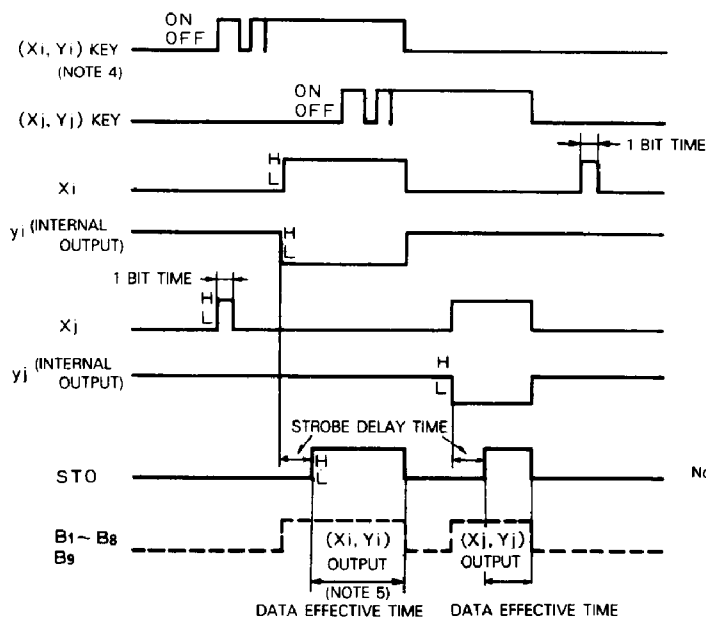 ON
OFF
(Xi, Yi) KEY
(NOTE 4)
ON
OFF
(Xj, Yj) KEY
1 BIT TIME
H
L
Xi
yi (INTERNAL
OUTPUT)
H
L
1 BIT TIME
H
L
Xj
yj (INTERNAL
OUTPUT)
H
L
STROBE DELAY TIME
H
L
STO
No
B1~B8
B9
(Xi, Yi)
OUTPUT
(Xj, Yj)
OUTPUT
(NOTE 5)
DATA EFFECTIVE TIME
DATA EFFECTIVE TIME